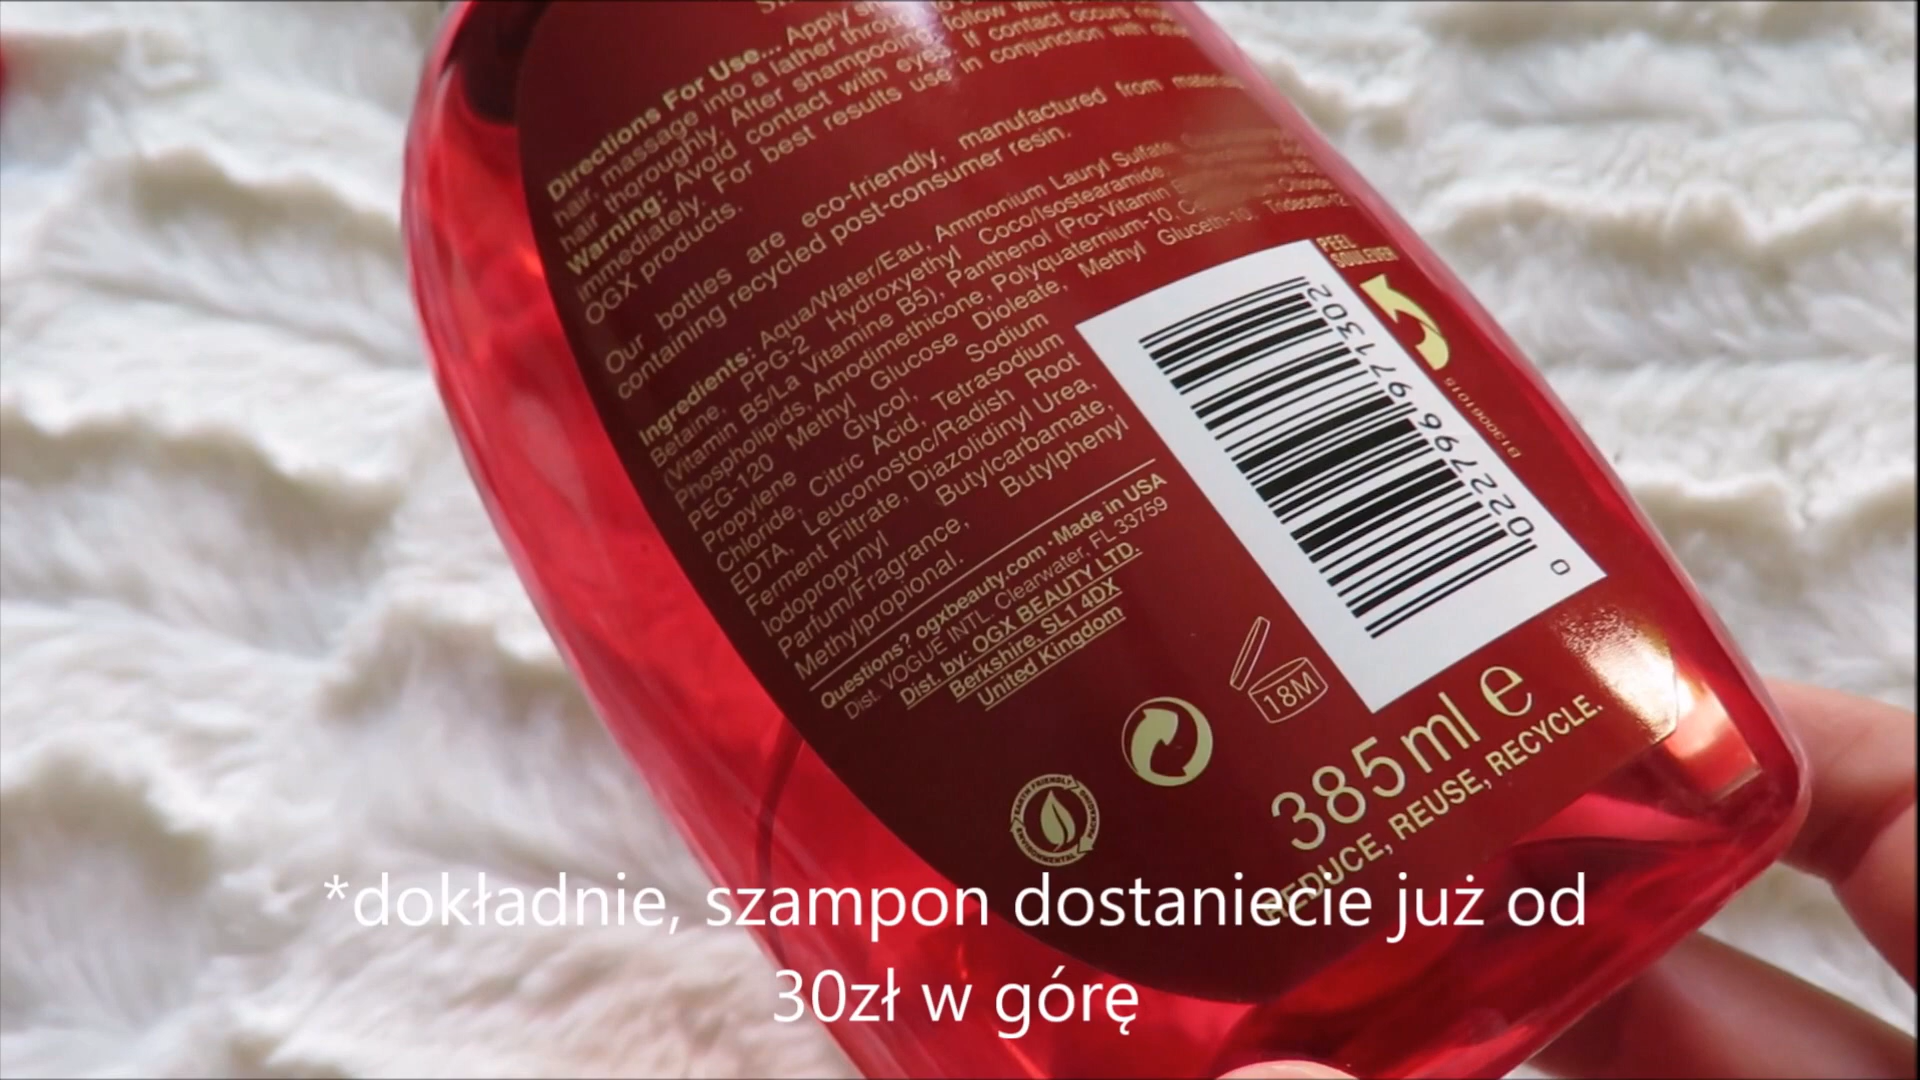 Directions For Use... Apply
hair, massage into a lather
hair thoroughly. After shampooing, follow
Warning: Avoid contact with eyes. If contact occurs
immediately. For best results use in conjunction with
OGX products.
Our bottles are eco-friendly, manufactured from
containing recycled post-consumer resin.
Ingredients: Aqua/Water/Eau, Ammonium Lauryl Sulfate,
Betaine, PPG-2 Hydroxyethyl Coco/Isostearamide,
(Vitamin B5/La Vitamine B5), Panthenol (Pro-Vitamin
Phospholipids, Amodimethicone, Polyquaternium-10,
PEG-120 Methyl Glucose Dioleate, Methyl Gluceth-10,
Propylene Glycol, Sodium
Chloride, Citric Acid, Tetrasodium
EDTA, Leuconostoc/Radish Root
Ferment Filtrate, Diazolidinyl Urea,
Iodopropynyl Butylcarbamate,
Parfum/Fragrance, Butylphenyl
Methylpropional.
Questions? ogxbeauty.com • Made in USA
Dist. VOGUE INTL. Clearwater, FL 33759
Dist. by: OGX BEAUTY LTD.
Berkshire, SL1 4DX
United Kingdom
PEEL
SOULEVER
0 22796 97130 2
0
18M
385ml e
REDUCE, REUSE, RECYCLE.
*dokładnie, szampon dostaniecie już od
30zł w górę